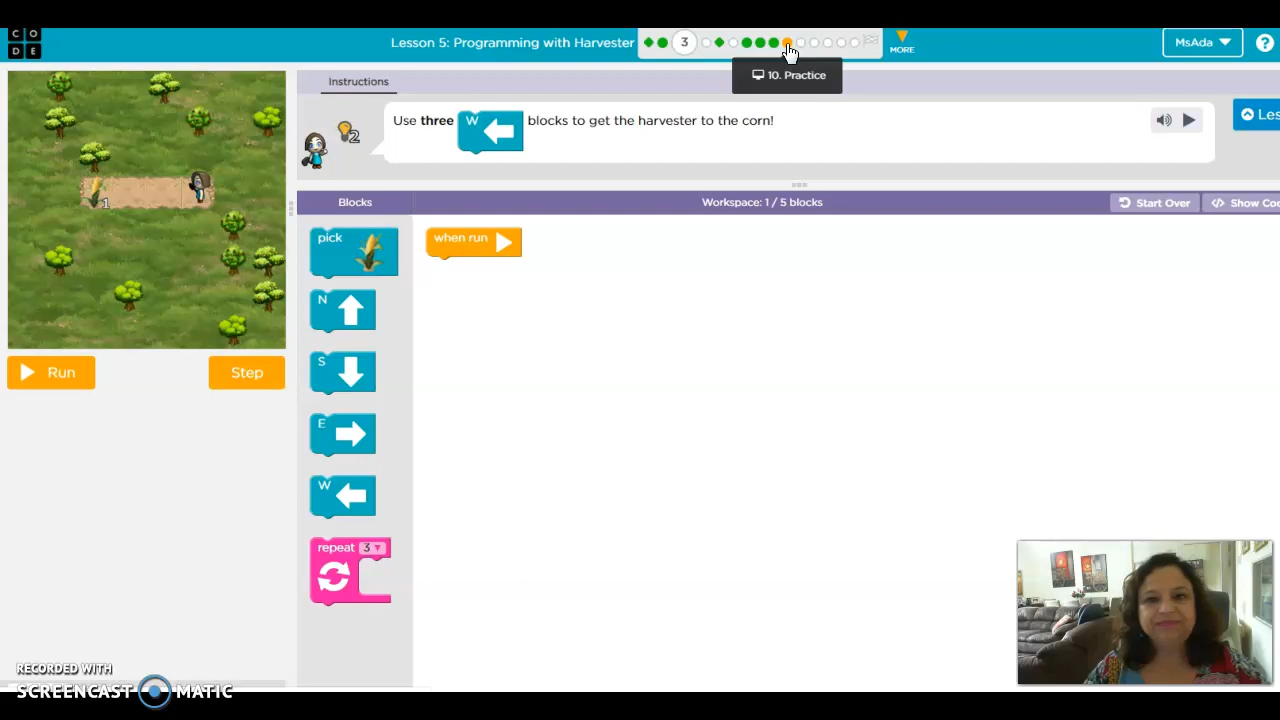 C O
D E
Lesson 5: Programming with Harvester
3
MORE
MsAda
?
10. Practice
Instructions
2
Use three W blocks to get the harvester to the corn!
Les
1
Blocks
Workspace: 1 / 5 blocks
Start Over
</> Show Co
pick
when run
N
S
Run
Step
E
W
repeat 3
RECORDED WITH
SCREENCAST MATIC